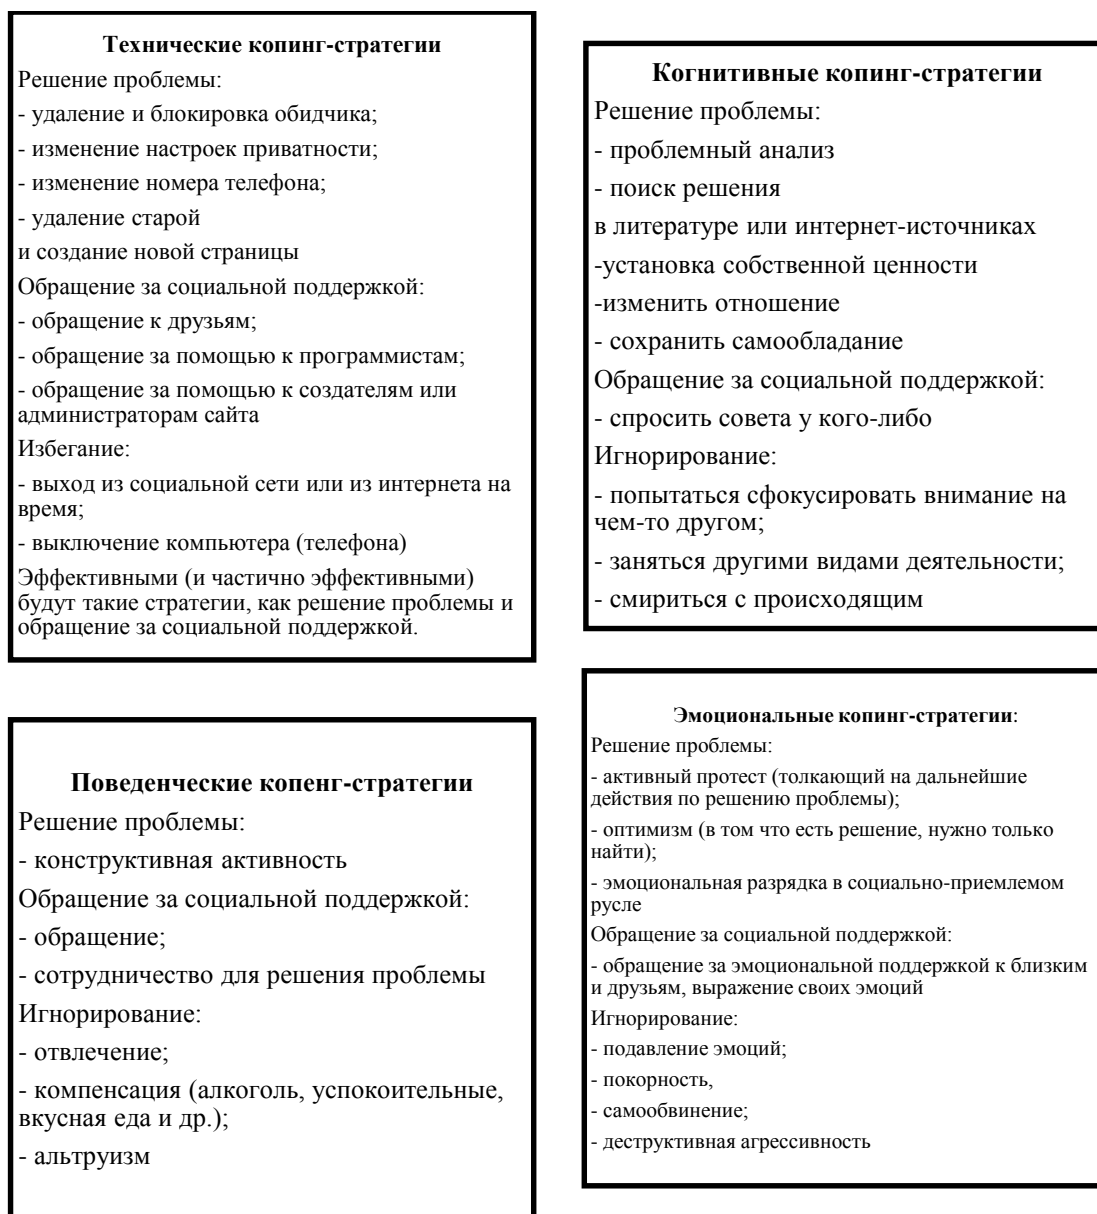 Технические копинг-стратегии
Решение проблемы:
- удаление и блокировка обидчика;
- изменение настроек приватности;
- изменение номера телефона;
- удаление старой
и создание новой страницы
Обращение за социальной поддержкой:
- обращение к друзьям;
- обращение за помощью к программистам;
- обращение за помощью к создателям или
администраторам сайта
Избегание:
- выход из социальной сети или из интернета на
время;
- выключение компьютера (телефона)
Эффективными (и частично эффективными)
будут такие стратегии, как решение проблемы и
обращение за социальной поддержкой.
Когнитивные копинг-стратегии
Решение проблемы:
- проблемный анализ
- поиск решения
в литературе или интернет-источниках
-установка собственной ценности
-изменить отношение
- сохранить самообладание
Обращение за социальной поддержкой:
- спросить совета у кого-либо
Игнорирование:
- попытаться сфокусировать внимание на
чем-то другом;
- заняться другими видами деятельности;
- смириться с происходящим
Поведенческие копенг-стратегии
Решение проблемы:
- конструктивная активность
Обращение за социальной поддержкой:
- обращение;
- сотрудничество для решения проблемы
Игнорирование:
- отвлечение;
- компенсация (алкоголь, успокоительные,
вкусная еда и др.);
- альтруизм
Эмоциональные копинг-стратегии:
Решение проблемы:
- активный протест (толкающий на дальнейшие
действия по решению проблемы);
- оптимизм (в том что есть решение, нужно только
найти);
- эмоциональная разрядка в социально-приемлемом
русле
Обращение за социальной поддержкой:
- обращение за эмоциональной поддержкой к близким
и друзьям, выражение своих эмоций
Игнорирование:
- подавление эмоций;
- покорность,
- самообвинение;
- деструктивная агрессивность